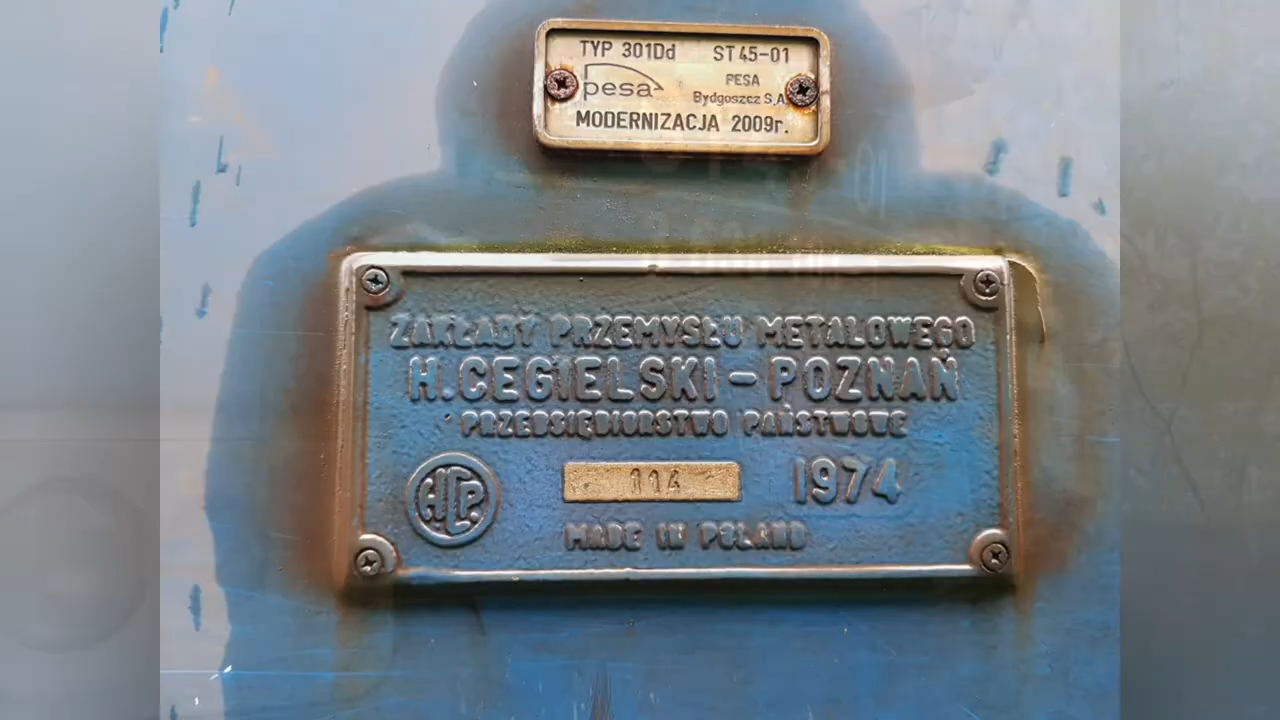 TYP 301Dd ST45-01
pesa PESA
Bydgoszcz S.A.
MODERNIZACJA 2009r.
ZAKŁADY PRZEMYSŁU METALOWEGO
H.CEGIELSKI-POZNAŃ
PRZEDSIĘBIORSTWO PAŃSTWOWE
HCP 114 1974
MADE IN POLAND